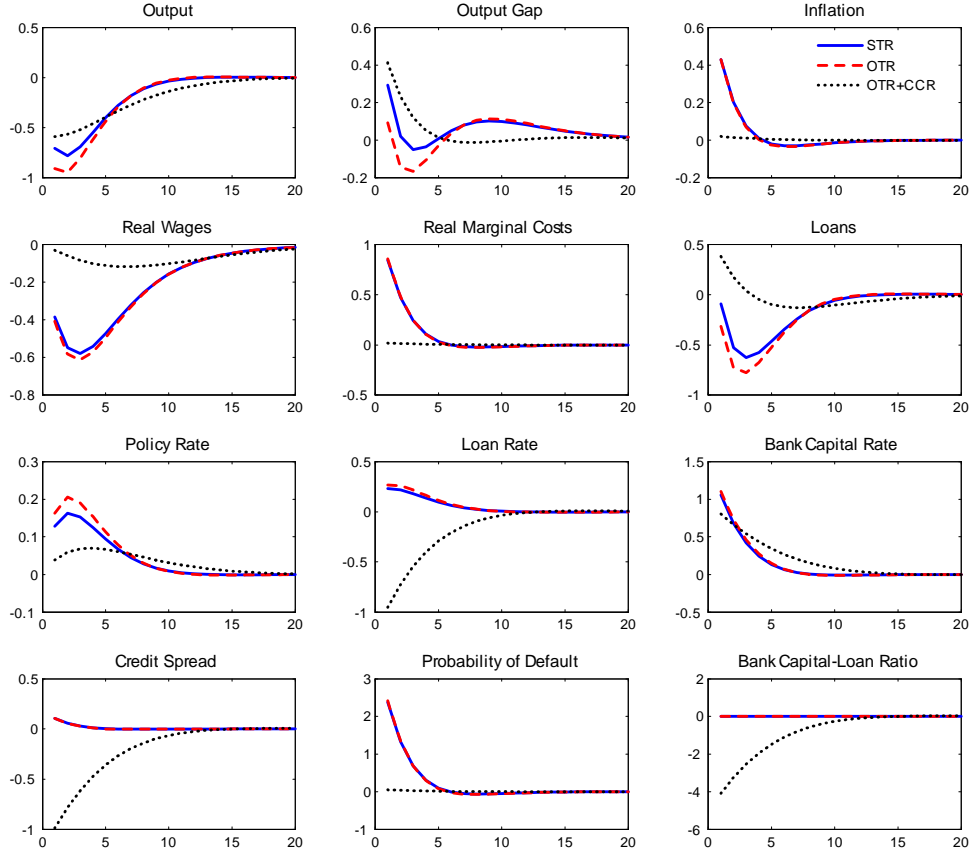 Output
0.5
0
-0.5
-1
0 5 10 15 20
Output Gap
0.6
0.4
0.2
0
-0.2
0 5 10 15 20
Inflation
0.6
0.4
0.2
0
-0.2
0 5 10 15 20
STR
OTR
OTR+CCR
Real Wages
0
-0.2
-0.4
-0.6
-0.8
0 5 10 15 20
Real Marginal Costs
1
0.5
0
-0.5
0 5 10 15 20
Loans
0.5
0
-0.5
-1
0 5 10 15 20
Policy Rate
0.3
0.2
0.1
0
-0.1
0 5 10 15 20
Loan Rate
0.5
0
-0.5
-1
0 5 10 15 20
Bank Capital Rate
1.5
1
0.5
0
-0.5
0 5 10 15 20
Credit Spread
0.5
0
-0.5
-1
0 5 10 15 20
Probability of Default
3
2
1
0
-1
0 5 10 15 20
Bank Capital-Loan Ratio
2
0
-2
-4
-6
0 5 10 15 20